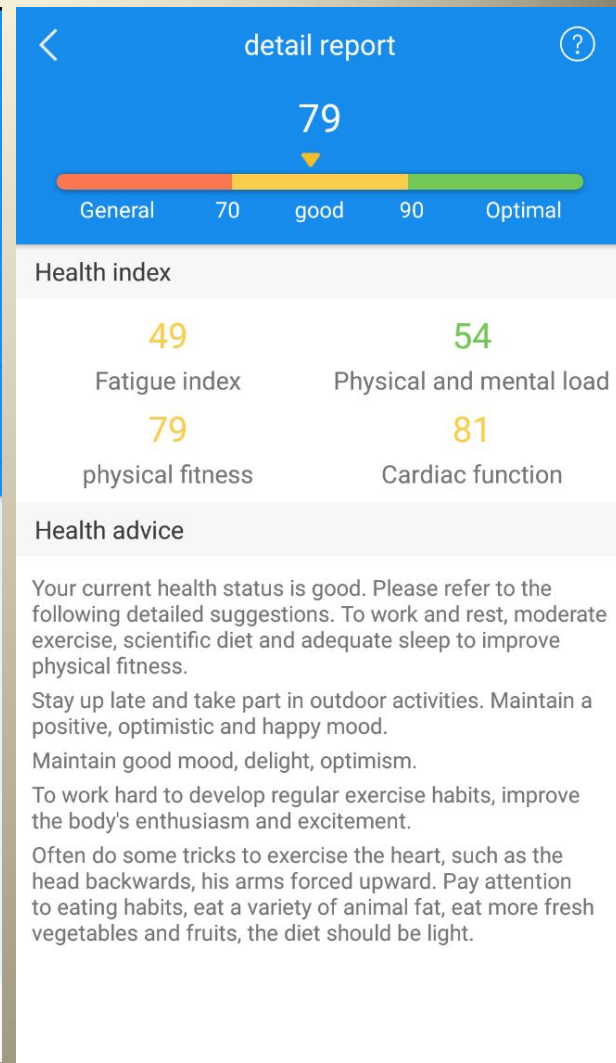 detail report
?
79
General 70 good 90 Optimal
Health index
49 54
Fatigue index Physical and mental load
79 81
physical fitness Cardiac function
Health advice
Your current health status is good. Please refer to the
following detailed suggestions. To work and rest, moderate
exercise, scientific diet and adequate sleep to improve
physical fitness.
Stay up late and take part in outdoor activities. Maintain a
positive, optimistic and happy mood.
Maintain good mood, delight, optimism.
To work hard to develop regular exercise habits, improve
the body's enthusiasm and excitement.
Often do some tricks to exercise the heart, such as the
head backwards, his arms forced upward. Pay attention
to eating habits, eat a variety of animal fat, eat more fresh
vegetables and fruits, the diet should be light.